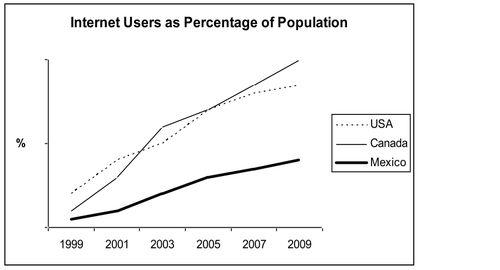 Internet Users as Percentage of Population
%
USA
Canada
Mexico
1999 2001 2003 2005 2007 2009